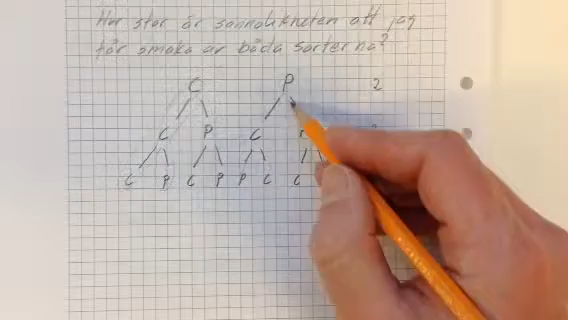 Hur stor är sannolikheten att jag
får smaka av båda sorterna?
C P 2
C P C
C P C P P C C